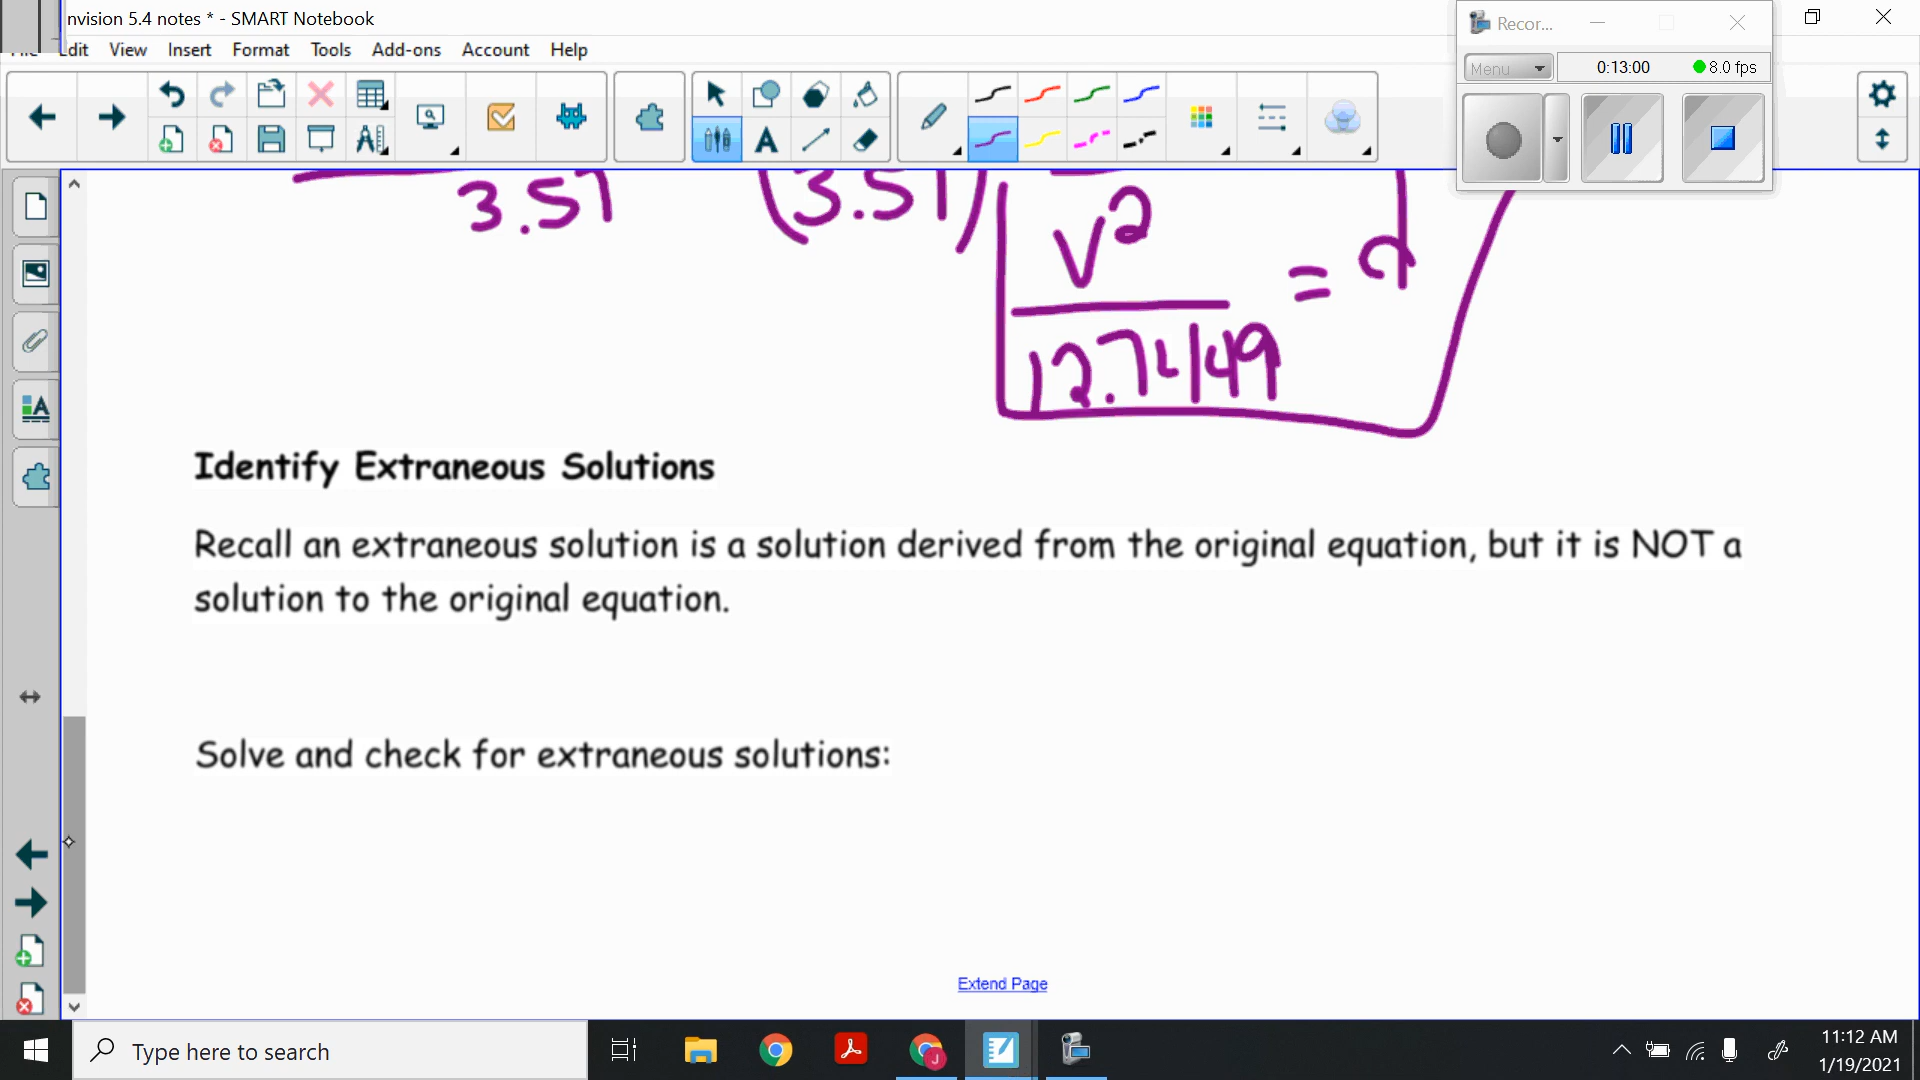 nvision 5.4 notes * - SMART Notebook
Edit View Insert Format Tools Add-ons Account Help
Recor...
Menu 0:13:00 8.0 fps
3.57 (3.57)
v²
= d
12.7449
Identify Extraneous Solutions
Recall an extraneous solution is a solution derived from the original equation, but it is NOT a
solution to the original equation.
Solve and check for extraneous solutions:
Extend Page
Type here to search
11:12 AM
1/19/2021